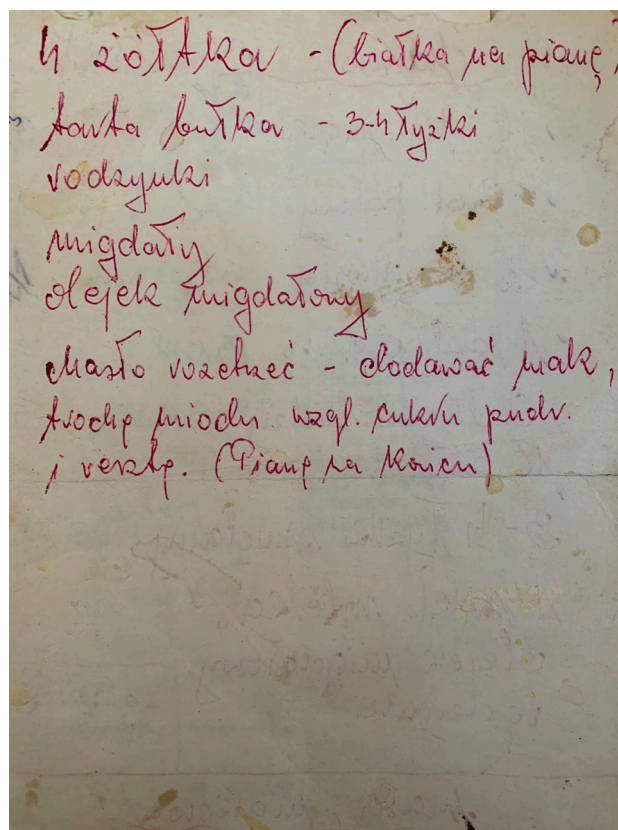 4 żółtka - (białka na pianę)
tarta bułka - 3-4 łyżki
rodzynki
migdały
olejek migdałowy
Masło rozetrzeć - dodawać mak,
trochę miodu wzgl. cukru pudr.
i resztę. (Pianę na końcu)